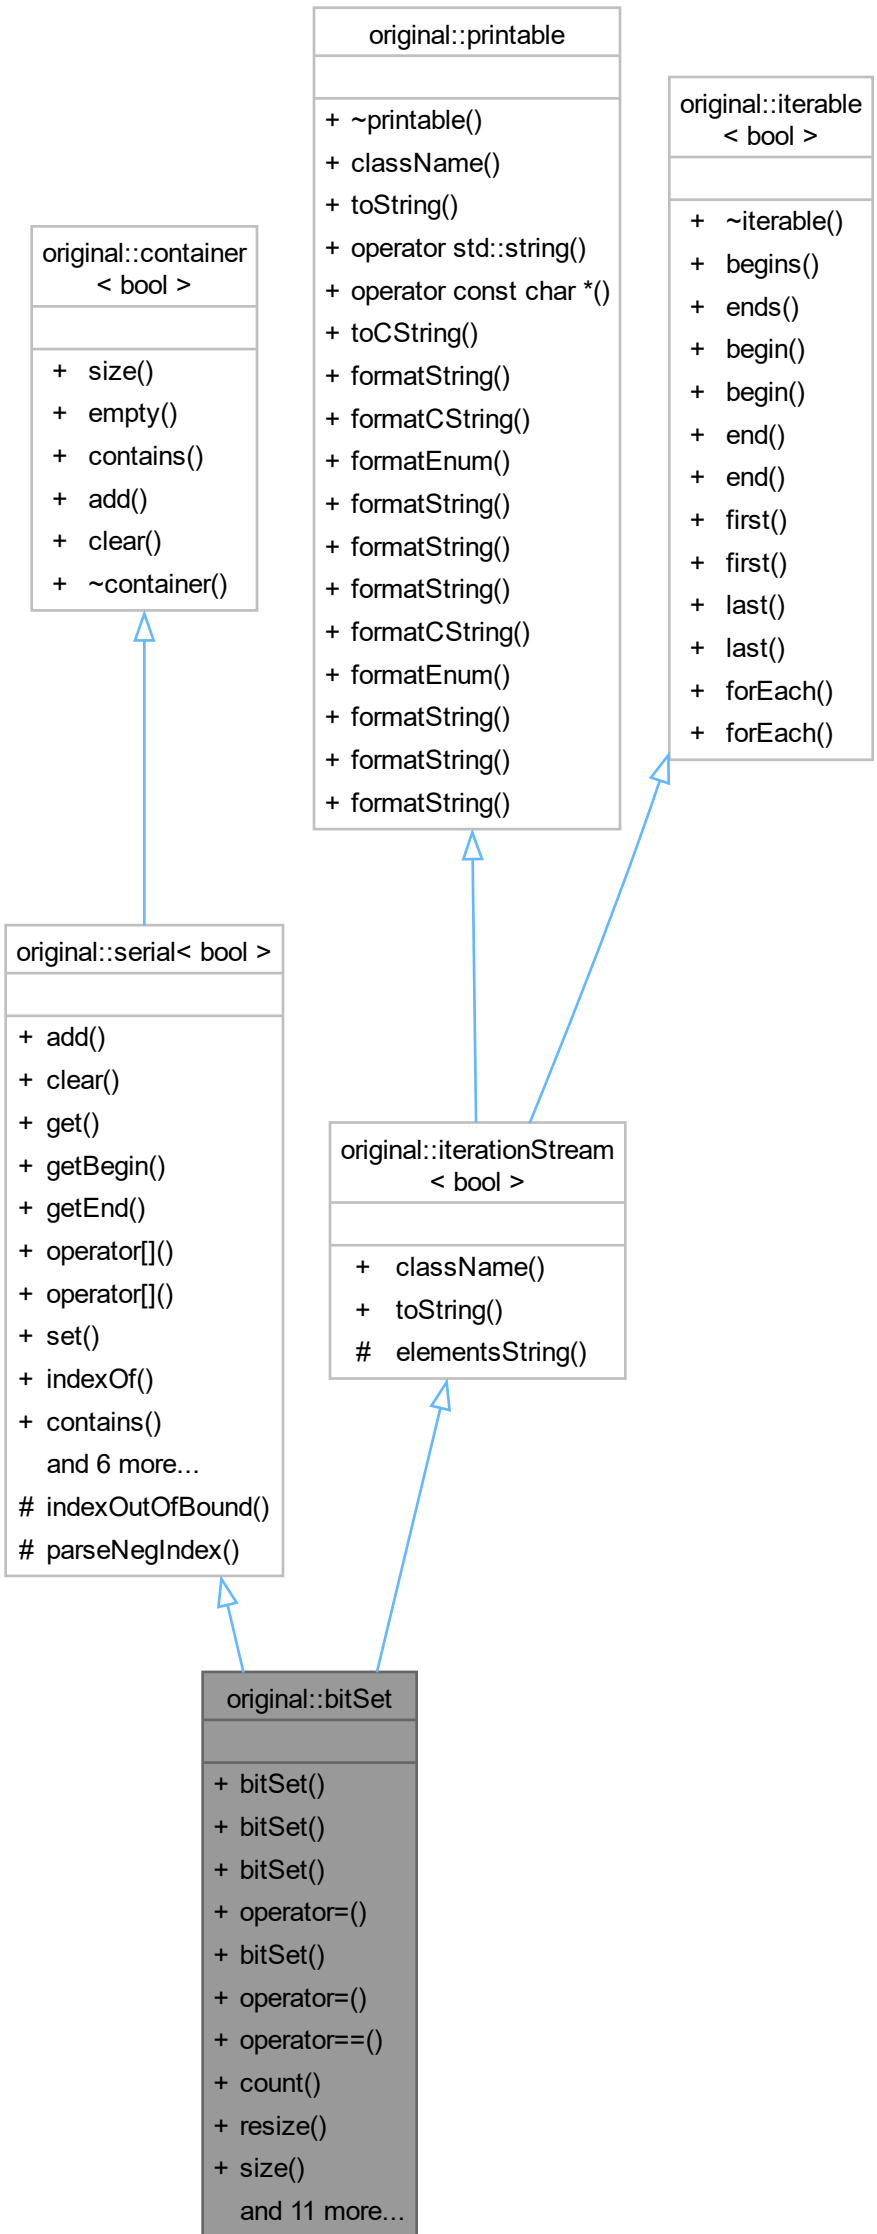 original::printable
+ ~printable()
+ className()
+ toString()
+ operator std::string()
+ operator const char *()
+ toCString()
+ formatString()
+ formatCString()
+ formatEnum()
+ formatString()
+ formatString()
+ formatString()
+ formatCString()
+ formatEnum()
+ formatString()
+ formatString()
+ formatString()
original::iterable
< bool >
+ ~iterable()
+ begins()
+ ends()
+ begin()
+ begin()
+ end()
+ end()
+ first()
+ first()
+ last()
+ last()
+ forEach()
+ forEach()
original::container
< bool >
+ size()
+ empty()
+ contains()
+ add()
+ clear()
+ ~container()
original::serial< bool >
+ add()
+ clear()
+ get()
+ getBegin()
+ getEnd()
+ operator[]()
+ operator[]()
+ set()
+ indexOf()
+ contains()
and 6 more...
# indexOutOfBound()
# parseNegIndex()
original::iterationStream
< bool >
+ className()
+ toString()
# elementsString()
original::bitSet
+ bitSet()
+ bitSet()
+ bitSet()
+ operator=()
+ bitSet()
+ operator=()
+ operator==()
+ count()
+ resize()
+ size()
and 11 more...